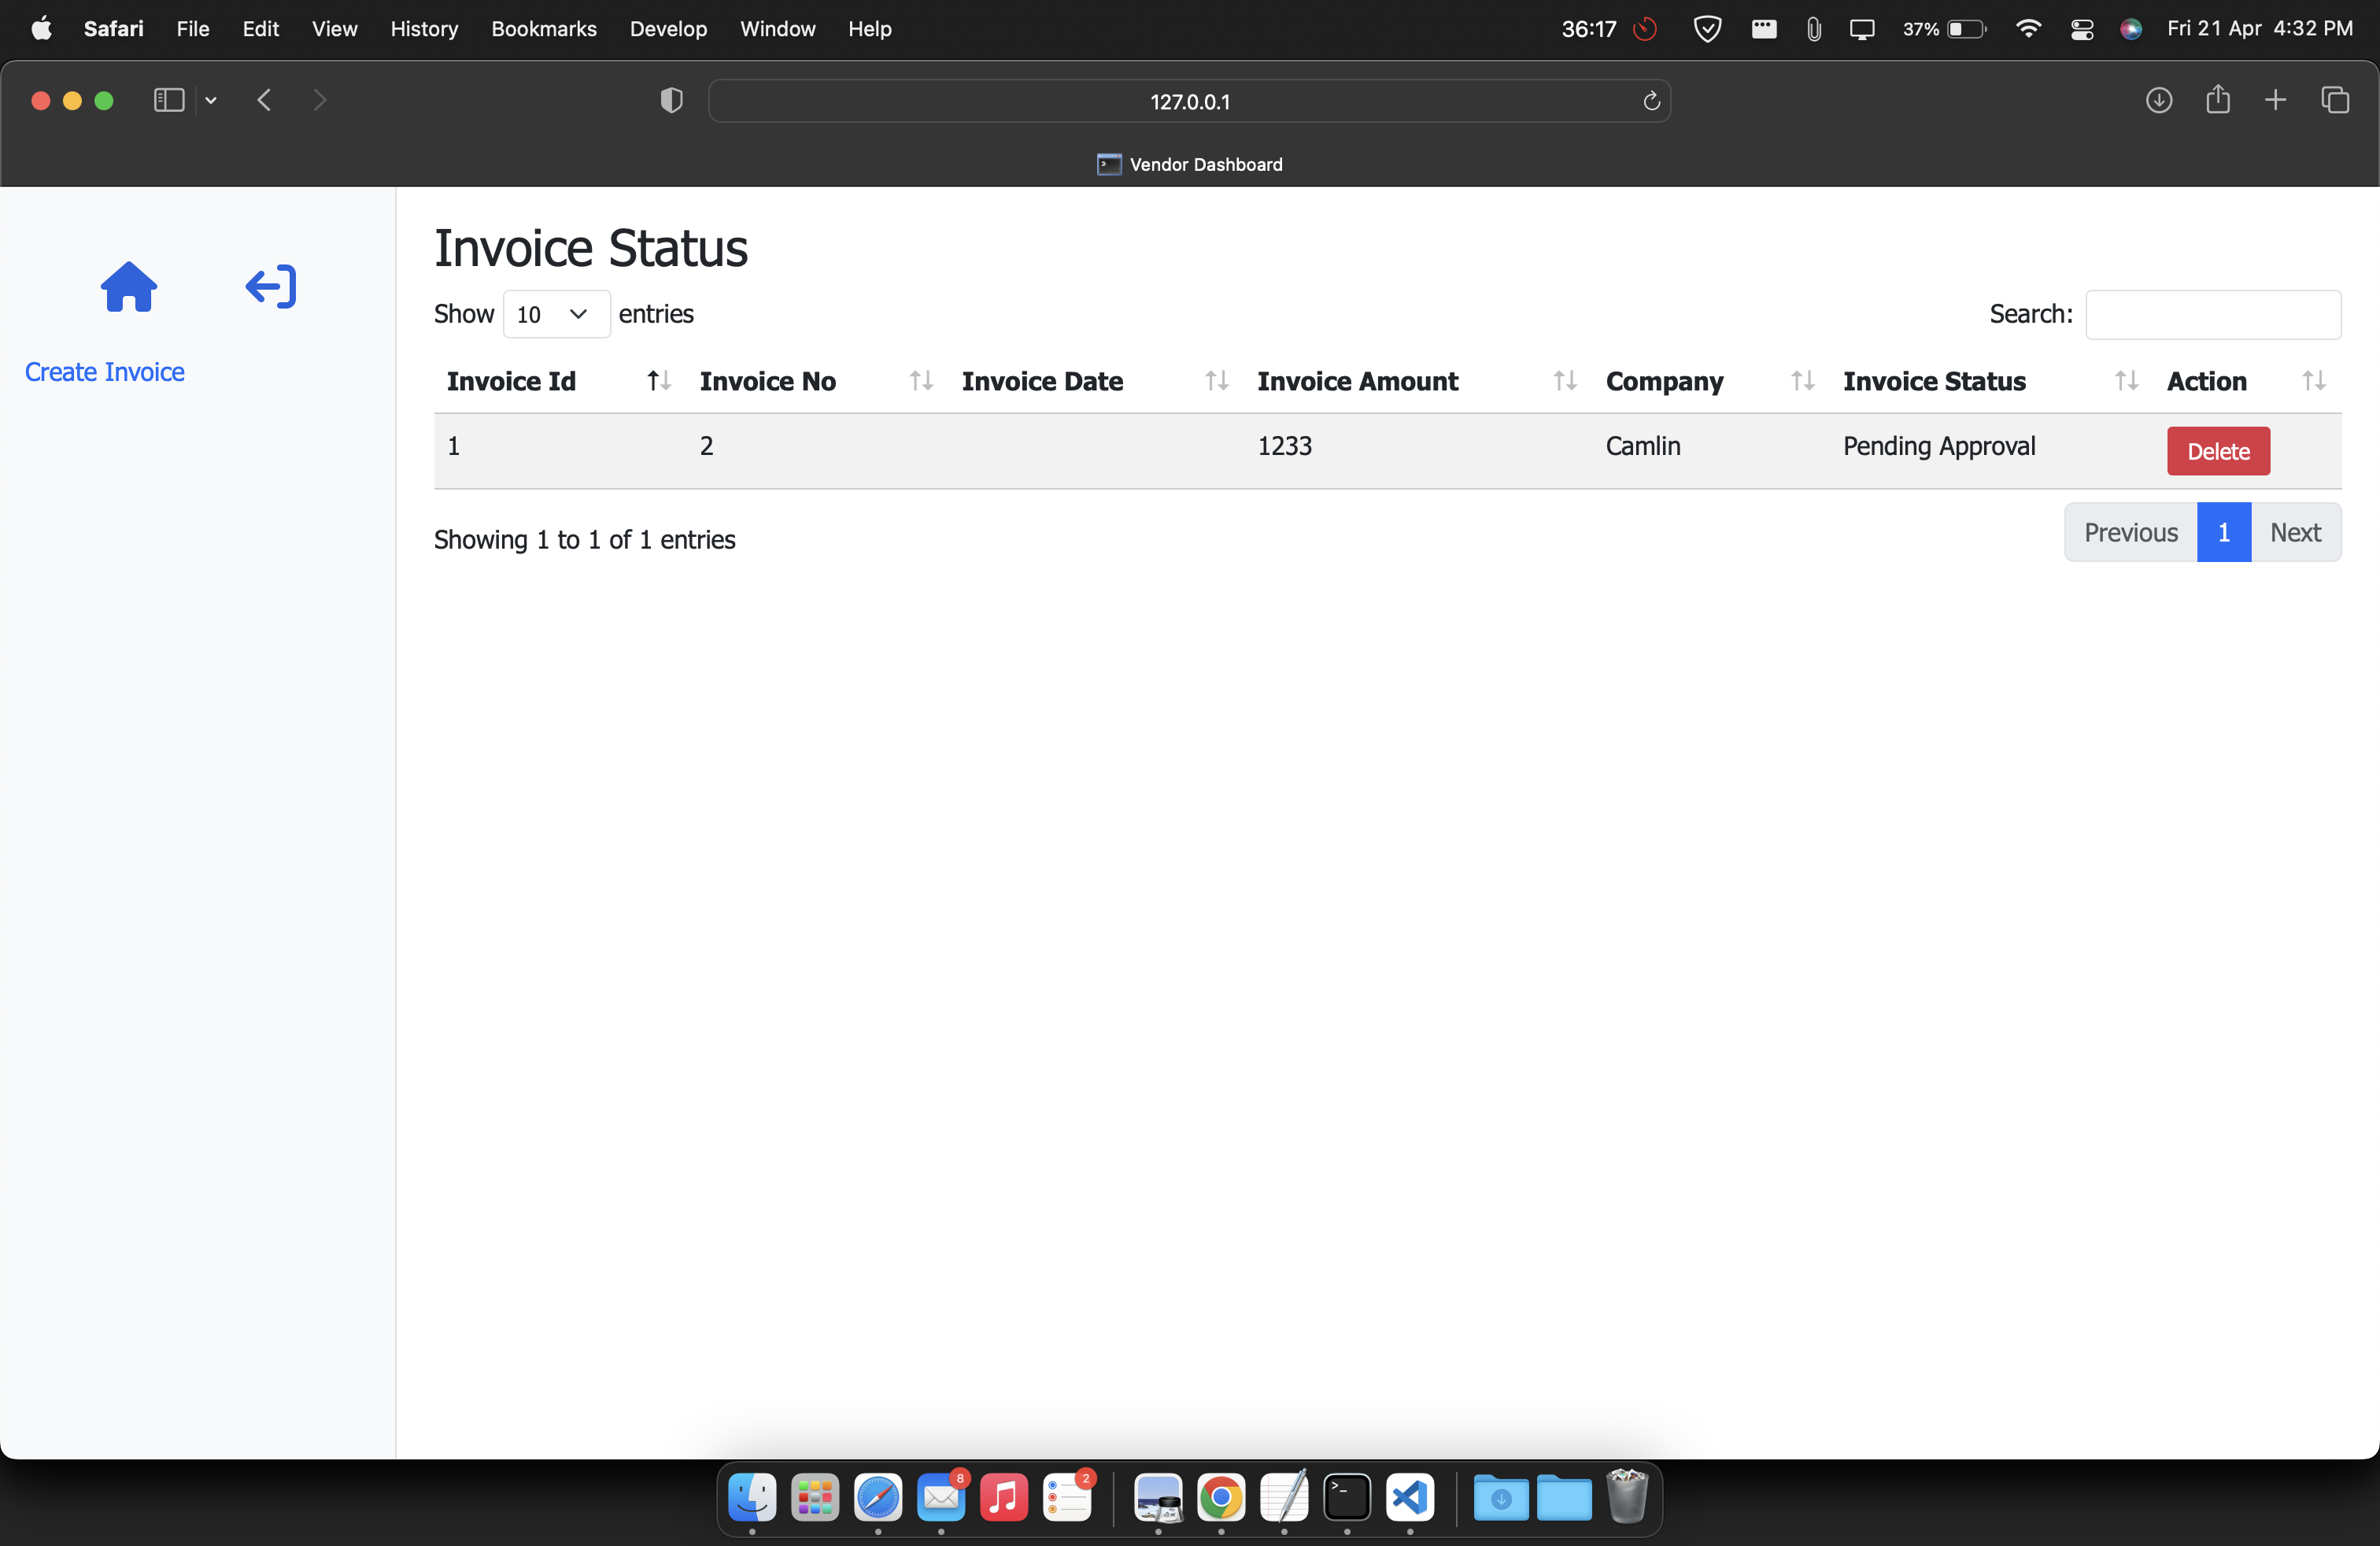 Safari File Edit View History Bookmarks Develop Window Help 36:17 37% Fri 21 Apr 4:32 PM
127.0.0.1
Vendor Dashboard
Invoice Status
Show 10 entries Search:
Create Invoice
Invoice Id Invoice No Invoice Date Invoice Amount Company Invoice Status Action
1 2 1233 Camlin Pending Approval Delete
Showing 1 to 1 of 1 entries Previous 1 Next
8 2